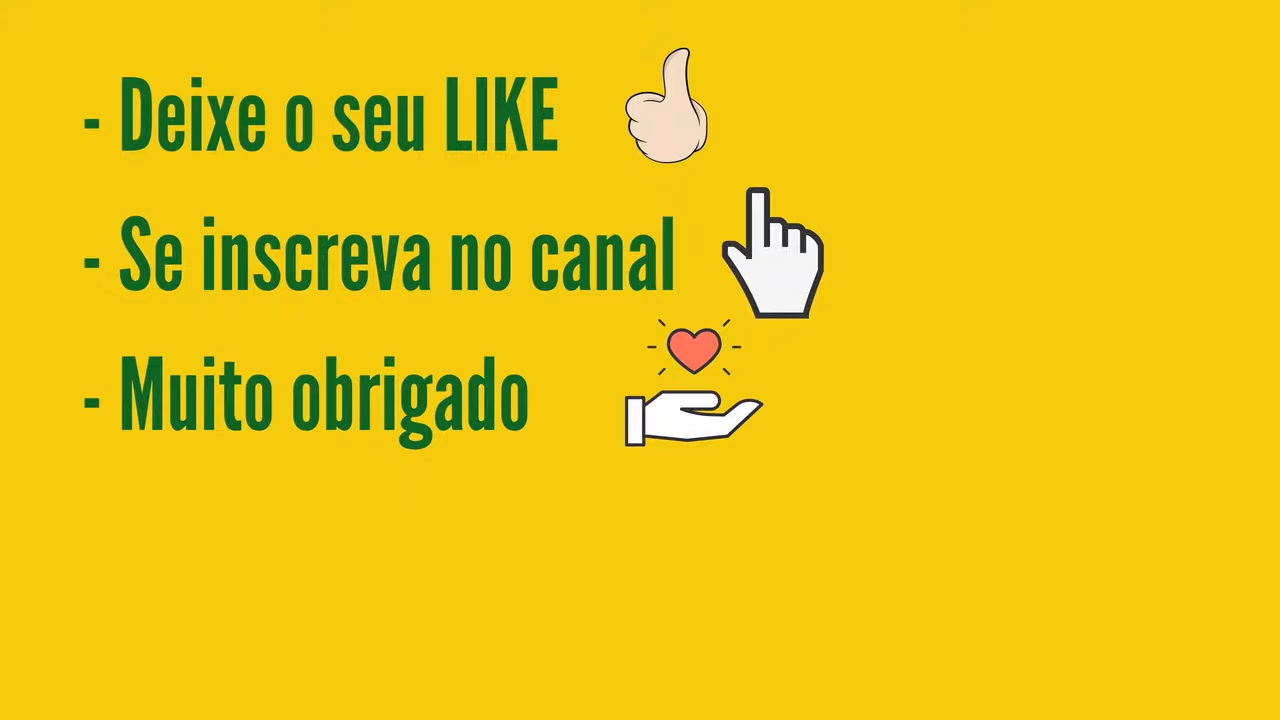 - Deixe o seu LIKE
- Se inscreva no canal
- Muito obrigado